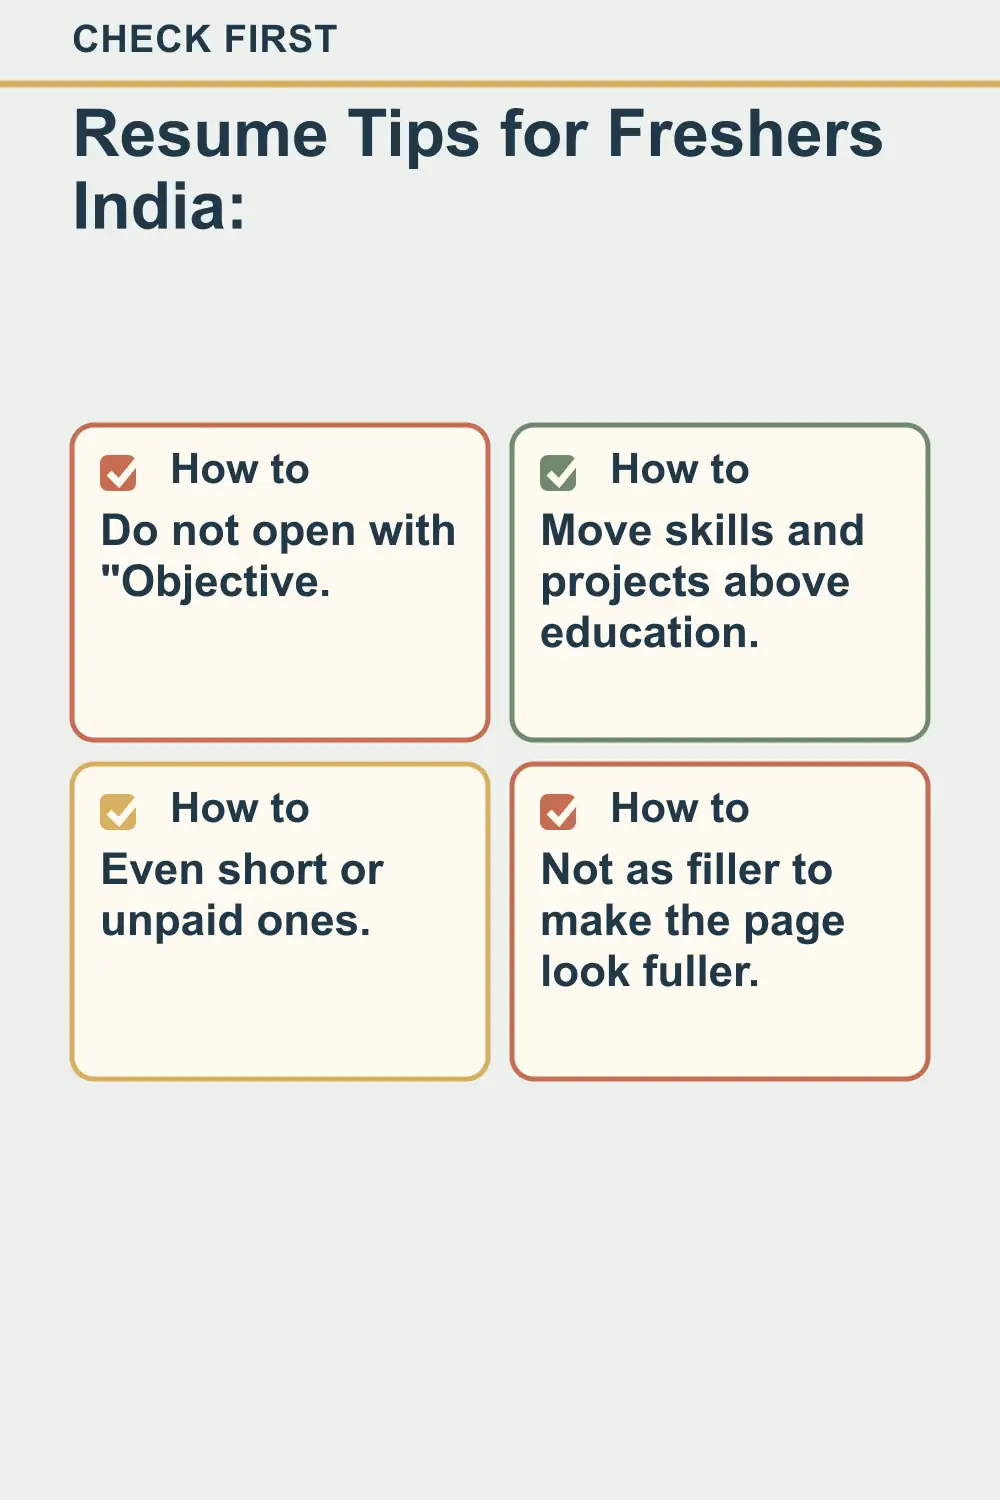 CHECK FIRST
Resume Tips for Freshers
India:
How to
Do not open with
"Objective.
How to
Move skills and
projects above
education.
How to
Even short or
unpaid ones.
How to
Not as filler to
make the page
look fuller.